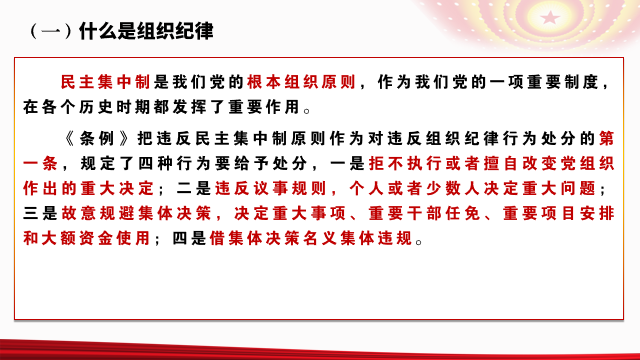 （一）什么是组织纪律
民主集中制是我们党的根本组织原则，作为我们党的一项重要制度，
在各个历史时期都发挥了重要作用。
《条例》把违反民主集中制原则作为对违反组织纪律行为处分的第
一条，规定了四种行为要给予处分，一是拒不执行或者擅自改变党组织
作出的重大决定；二是违反议事规则，个人或者少数人决定重大问题；
三是故意规避集体决策，决定重大事项、重要干部任免、重要项目安排
和大额资金使用；四是借集体决策名义集体违规。